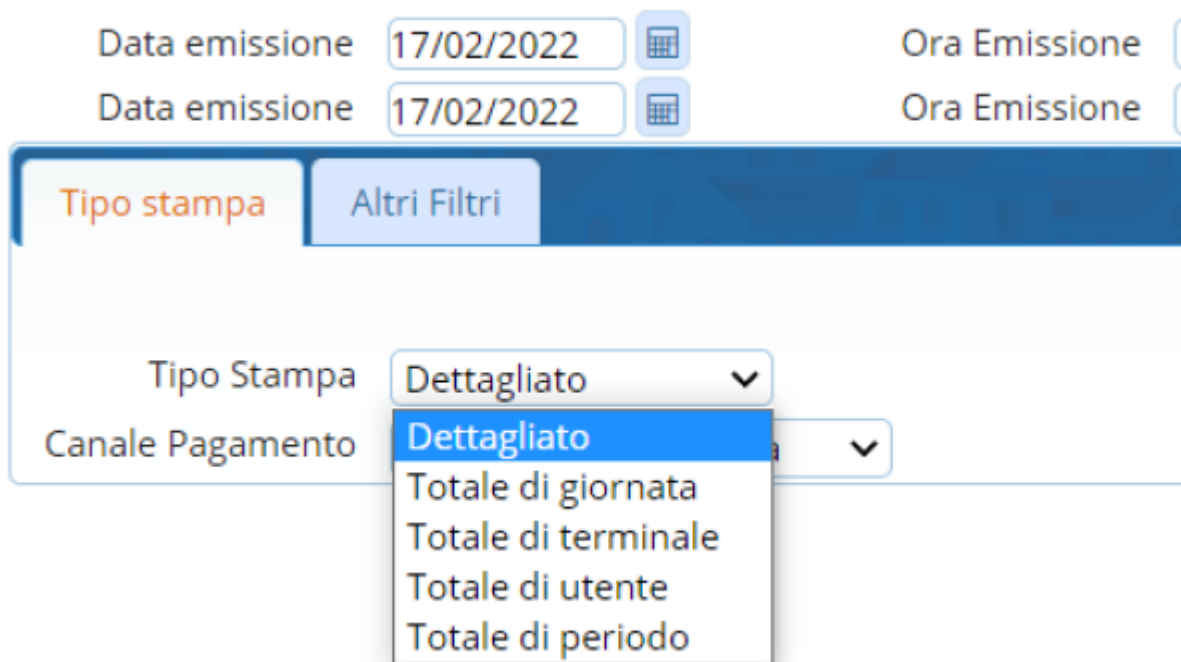 Data emissione 17/02/2022 Ora Emissione
Data emissione 17/02/2022 Ora Emissione
Tipo stampa Altri Filtri
Tipo Stampa Dettagliato
Canale Pagamento
Dettagliato
Totale di giornata
Totale di terminale
Totale di utente
Totale di periodo